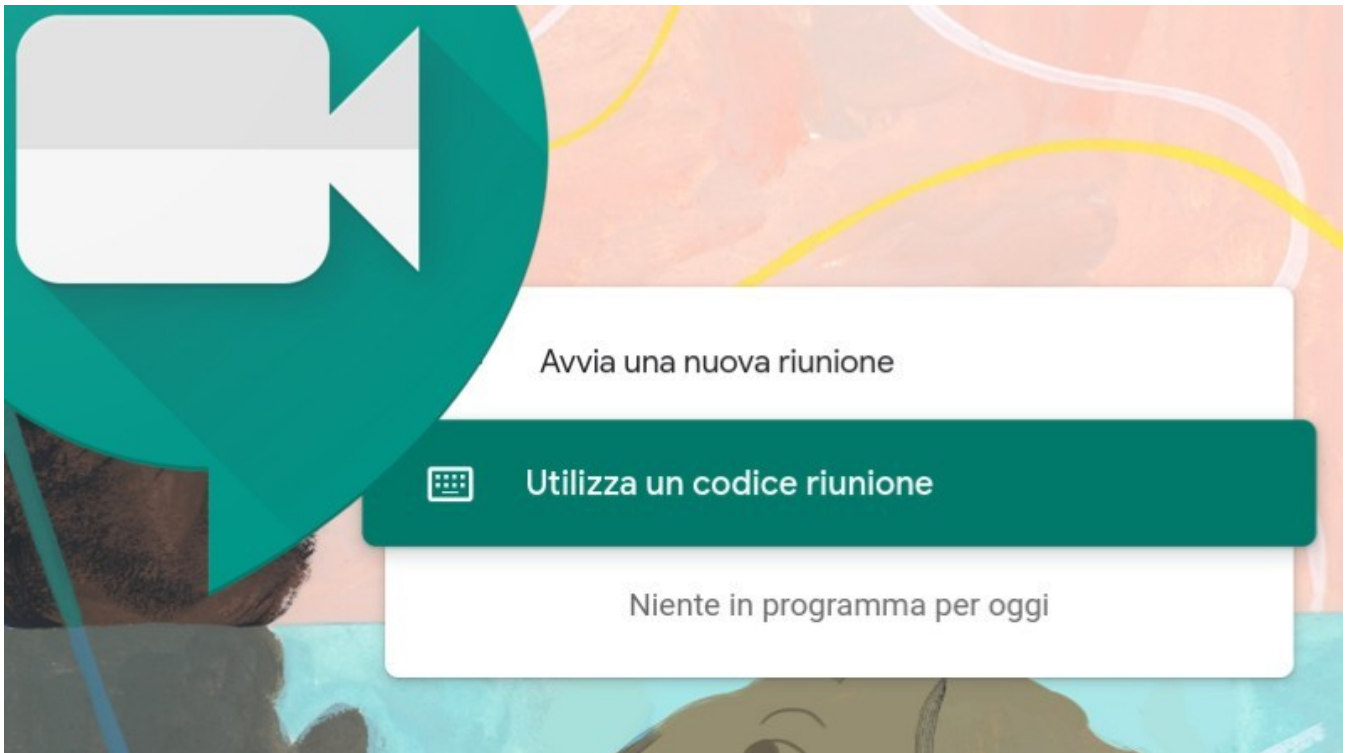 Avvia una nuova riunione
Utilizza un codice riunione
Niente in programma per oggi